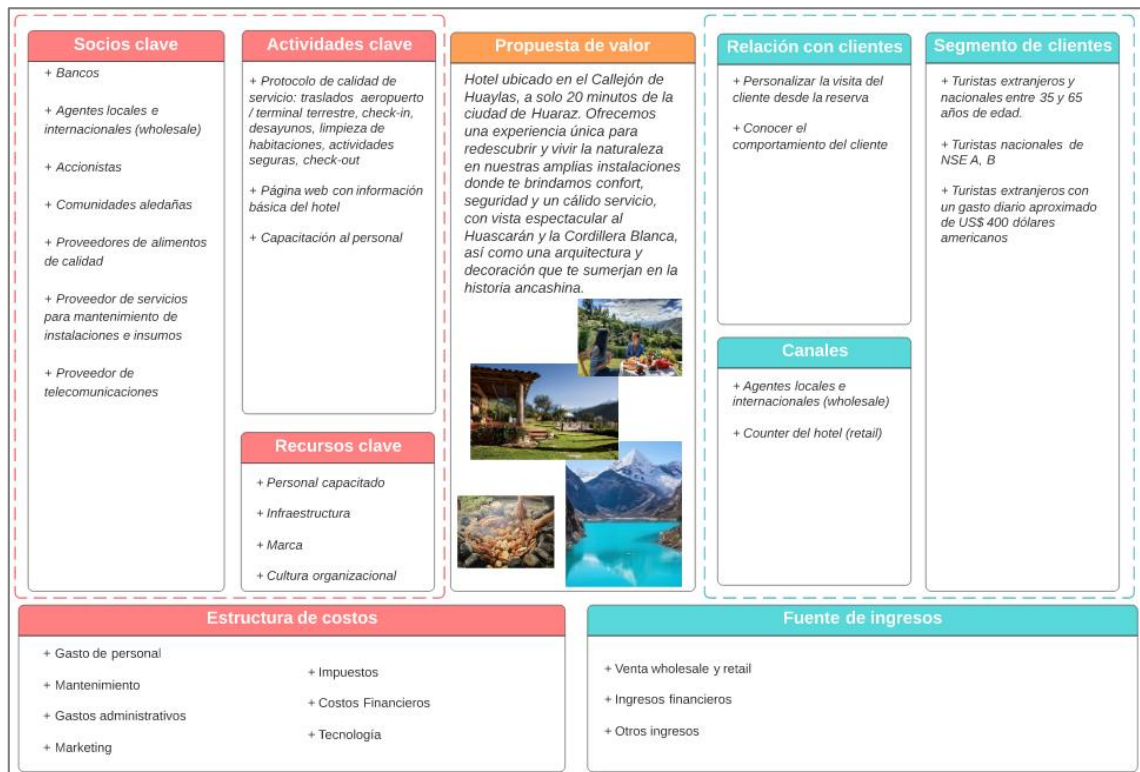 Socios clave
+ Bancos
+ Agentes locales e
internacionales (wholesale)
+ Accionistas
+ Comunidades aledañas
+ Proveedores de alimentos
de calidad
+ Proveedor de servicios
para mantenimiento de
instalaciones e insumos
+ Proveedor de
telecomunicaciones
Actividades clave
+ Protocolo de calidad de
servicio: traslados aeropuerto
/ terminal terrestre, check-in,
desayunos, limpieza de
habitaciones, actividades
seguras, check-out
+ Página web con información
básica del hotel
+ Capacitación al personal
Recursos clave
+ Personal capacitado
+ Infraestructura
+ Marca
+ Cultura organizacional
Propuesta de valor
Hotel ubicado en el Callejón de
Huaylas, a solo 20 minutos de la
ciudad de Huaraz. Ofrecemos
una experiencia única para
redescubrir y vivir la naturaleza
en nuestras amplias instalaciones
donde te brindamos confort,
seguridad y un cálido servicio,
con vista espectacular al
Huascarán y la Cordillera Blanca,
así como una arquitectura y
decoración que te sumerjan en la
historia ancashina.
Relación con clientes
+ Personalizar la visita del
cliente desde la reserva
+ Conocer el
comportamiento del cliente
Canales
+ Agentes locales e
internacionales (wholesale)
+ Counter del hotel (retail)
Segmento de clientes
+ Turistas extranjeros y
nacionales entre 35 y 65
años de edad.
+ Turistas nacionales de
NSE A, B
+ Turistas extranjeros con
un gasto diario aproximado
de US$ 400 dólares
americanos
Estructura de costos
+ Gasto de personal
+ Mantenimiento
+ Gastos administrativos
+ Marketing
+ Impuestos
+ Costos Financieros
+ Tecnología
Fuente de ingresos
+ Venta wholesale y retail
+ Ingresos financieros
+ Otros ingresos